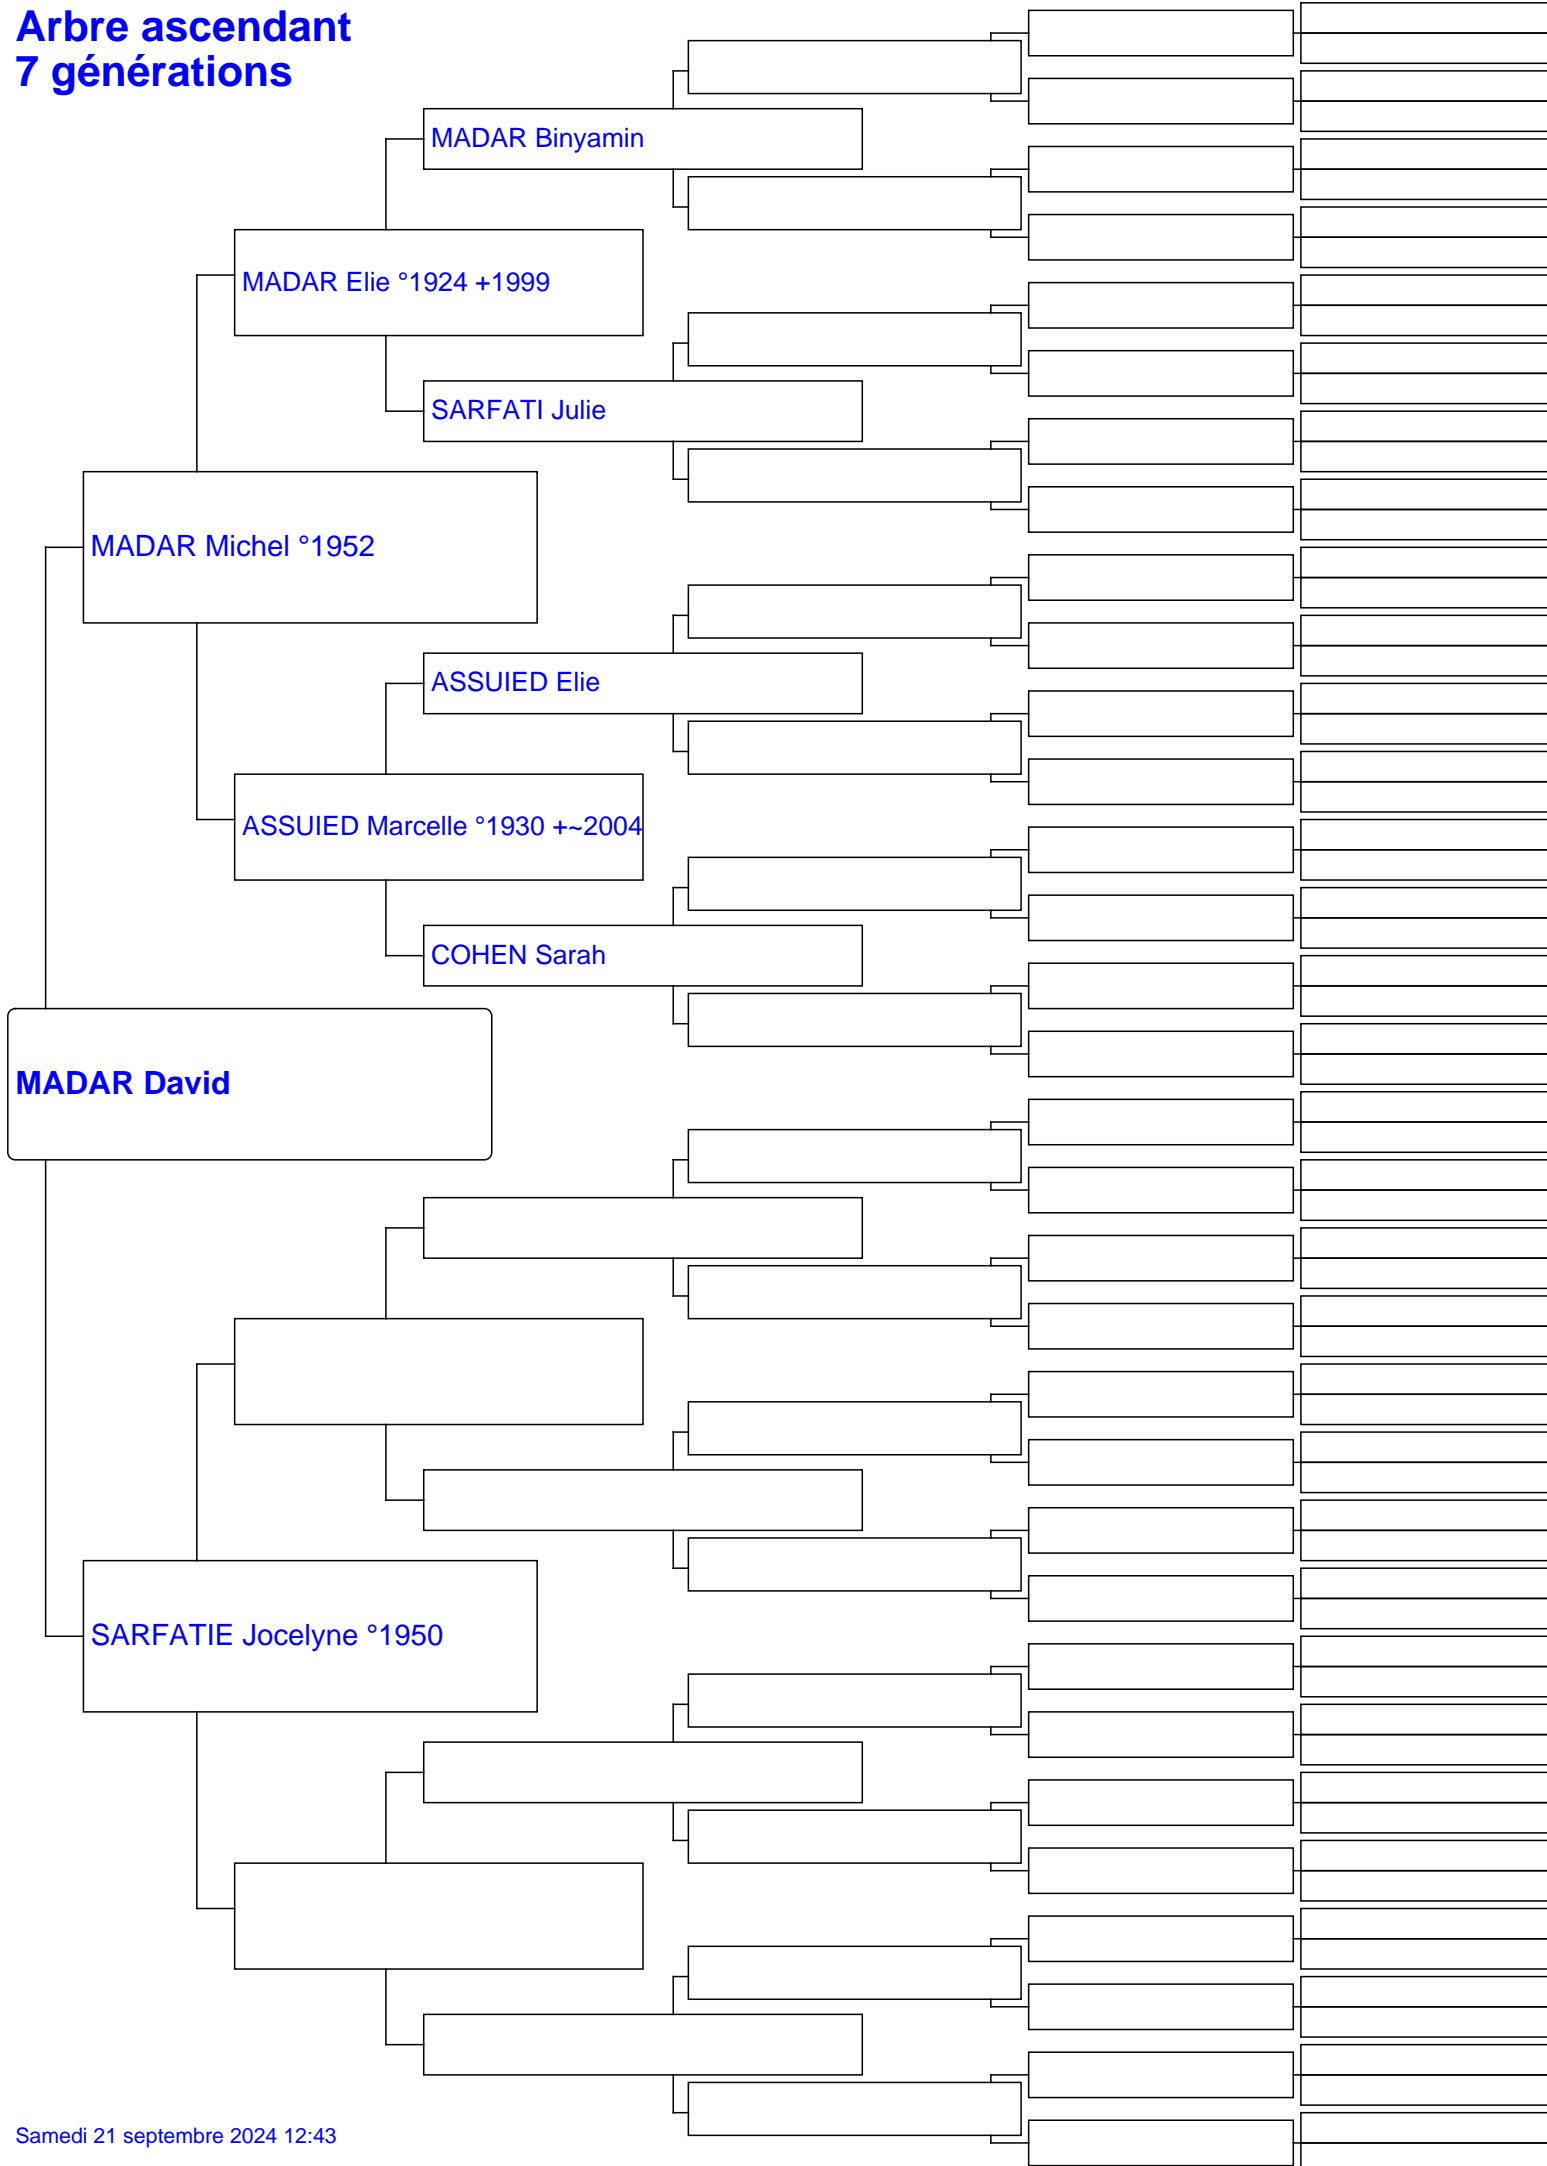 Arbre ascendant
7 générations
MADAR Binyamin
MADAR Elie °1924 +1999
SARFATI Julie
MADAR Michel °1952
ASSUIED Elie
ASSUIED Marcelle °1930 +~2004
COHEN Sarah
MADAR David
SARFATIE Jocelyne °1950
Samedi 21 septembre 2024 12:43